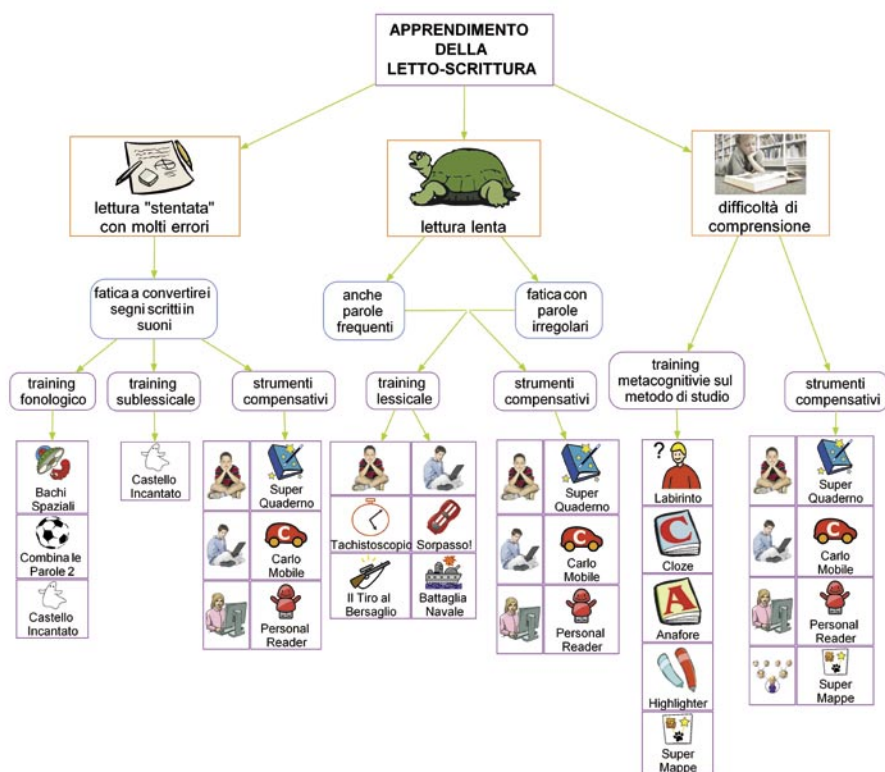 APPRENDIMENTO
DELLA
LETTO-SCRITTURA
lettura "stentata"
con molti errori
lettura lenta
difficoltà di
comprensione
fatica a convertire i
segni scritti in
suoni
anche
parole
frequenti
fatica con
parole
irregolari
training
fonologico
training
sublessicale
strumenti
compensativi
training
lessicale
strumenti
compensativi
training
metacognitivie sul
metodo di studio
strumenti
compensativi
Bachi
Spaziali
Combina le
Parole 2
Castello
Incantato
Castello
Incantato
Super
Quaderno
C
Carlo
Mobile
Personal
Reader
Tachistoscopio
Sorpasso!
Il Tiro al
Bersaglio
Battaglia
Navale
Super
Quaderno
C
Carlo
Mobile
Personal
Reader
?
Labirinto
C
Cloze
A
Anafore
Highlighter
Super
Mappe
Super
Quaderno
C
Carlo
Mobile
Personal
Reader
Super
Mappe